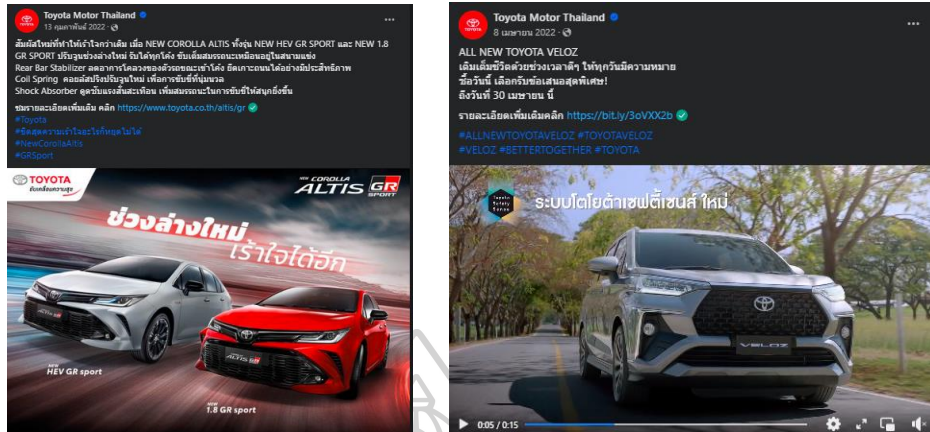 Toyota Motor Thailand
13 กุมภาพันธ์ 2022
สัมผัสใหม่ที่ทำให้เร้าใจกว่าเดิม เมื่อ NEW COROLLA ALTIS ทั้งรุ่น NEW HEV GR SPORT และ NEW 1.8
GR SPORT ปรับจูนช่วงล่างใหม่ รับได้ทุกโค้ง ขับเต็มสมรรถนะเหมือนอยู่ในสนามแข่ง
Rear Bar Stabilizer ลดอาการโคลงของตัวรถขณะเข้าโค้ง ยึดเกาะถนนได้อย่างมีประสิทธิภาพ
Coil Spring คอยล์สปริงปรับจูนใหม่ เพื่อการขับขี่ที่นุ่มนวล
Shock Absorber ดูดซับแรงสั่นสะเทือน เพิ่มสมรรถนะในการขับขี่ให้สนุกยิ่งขึ้น
ชมรายละเอียดเพิ่มเติม คลิก https://www.toyota.co.th/altis/gr
#Toyota
#ขีดสุดความเร้าใจอะไรก็หยุดไม่ได้
#NewCorollaAltis
#GRSport
TOYOTA
ขับเคลื่อนความสุข
NEW COROLLA
ALTIS GR
SPORT
ช่วงล่างใหม่
เร้าใจได้อีก
ALTIS GR
NEW
HEV GR sport
NEW
1.8 GR sport
Toyota Motor Thailand
8 เมษายน 2022
ALL NEW TOYOTA VELOZ
เติมเต็มชีวิตด้วยช่วงเวลาดีๆ ให้ทุกวันมีความหมาย
ซื้อวันนี้ เลือกรับข้อเสนอสุดพิเศษ!
ถึงวันที่ 30 เมษายน นี้
รายละเอียดเพิ่มเติมคลิก https://bit.ly/3oVXX2b
#ALLNEWTOYOTAVELOZ #TOYOTAVELOZ
#VELOZ #BETTERTOGETHER #TOYOTA
Toyota
Safety
Sense
ระบบโตโยต้าเซฟตี้เซนส์ ใหม่
VELOZ
0:05 / 0:15